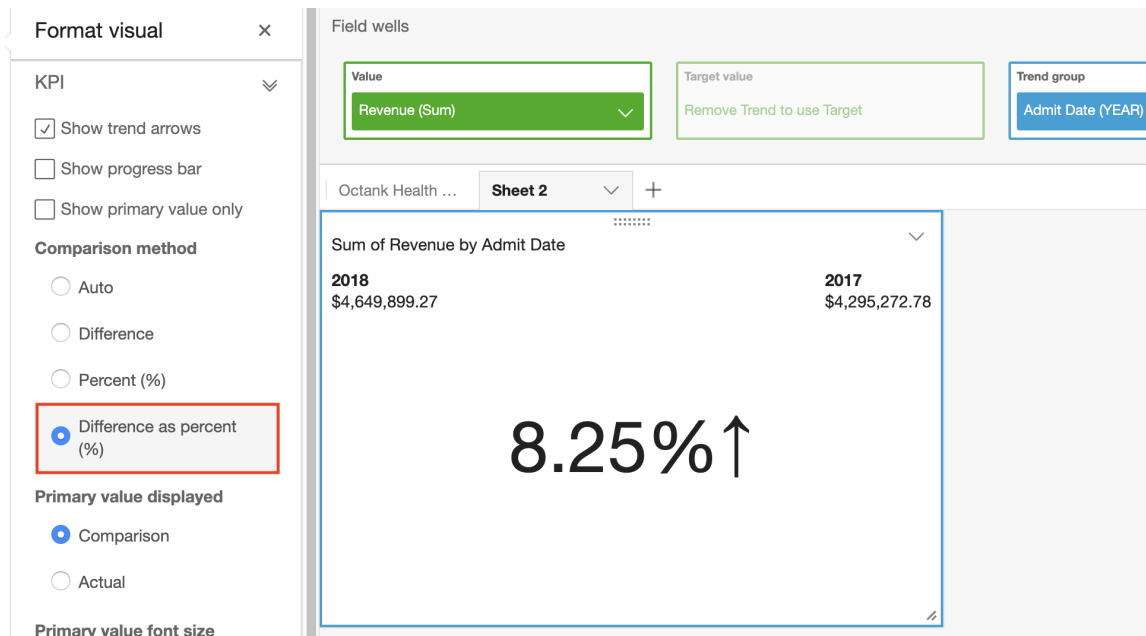 Format visual
KPI
Show trend arrows
Show progress bar
Show primary value only
Comparison method
Auto
Difference
Percent (%)
Difference as percent
(%)
Primary value displayed
Comparison
Actual
Primary value font size
Field wells
Value
Revenue (Sum)
Target value
Remove Trend to use Target
Trend group
Admit Date (YEAR)
Octank Health ...
Sheet 2
Sum of Revenue by Admit Date
2018
$4,649,899.27
2017
$4,295,272.78
8.25%↑